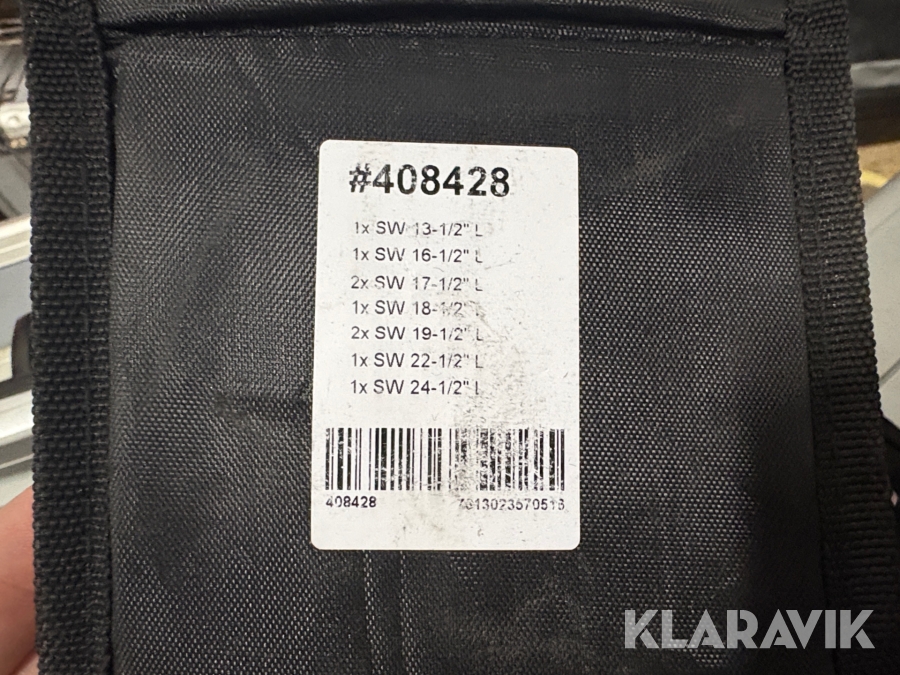 #408428
1x SW 13-1/2" L
1x SW 16-1/2" L
2x SW 17-1/2" L
1x SW 18-1/2" L
2x SW 19-1/2" L
1x SW 22-1/2" L
1x SW 24-1/2" L
408428 7613023570516
KLARAVIK